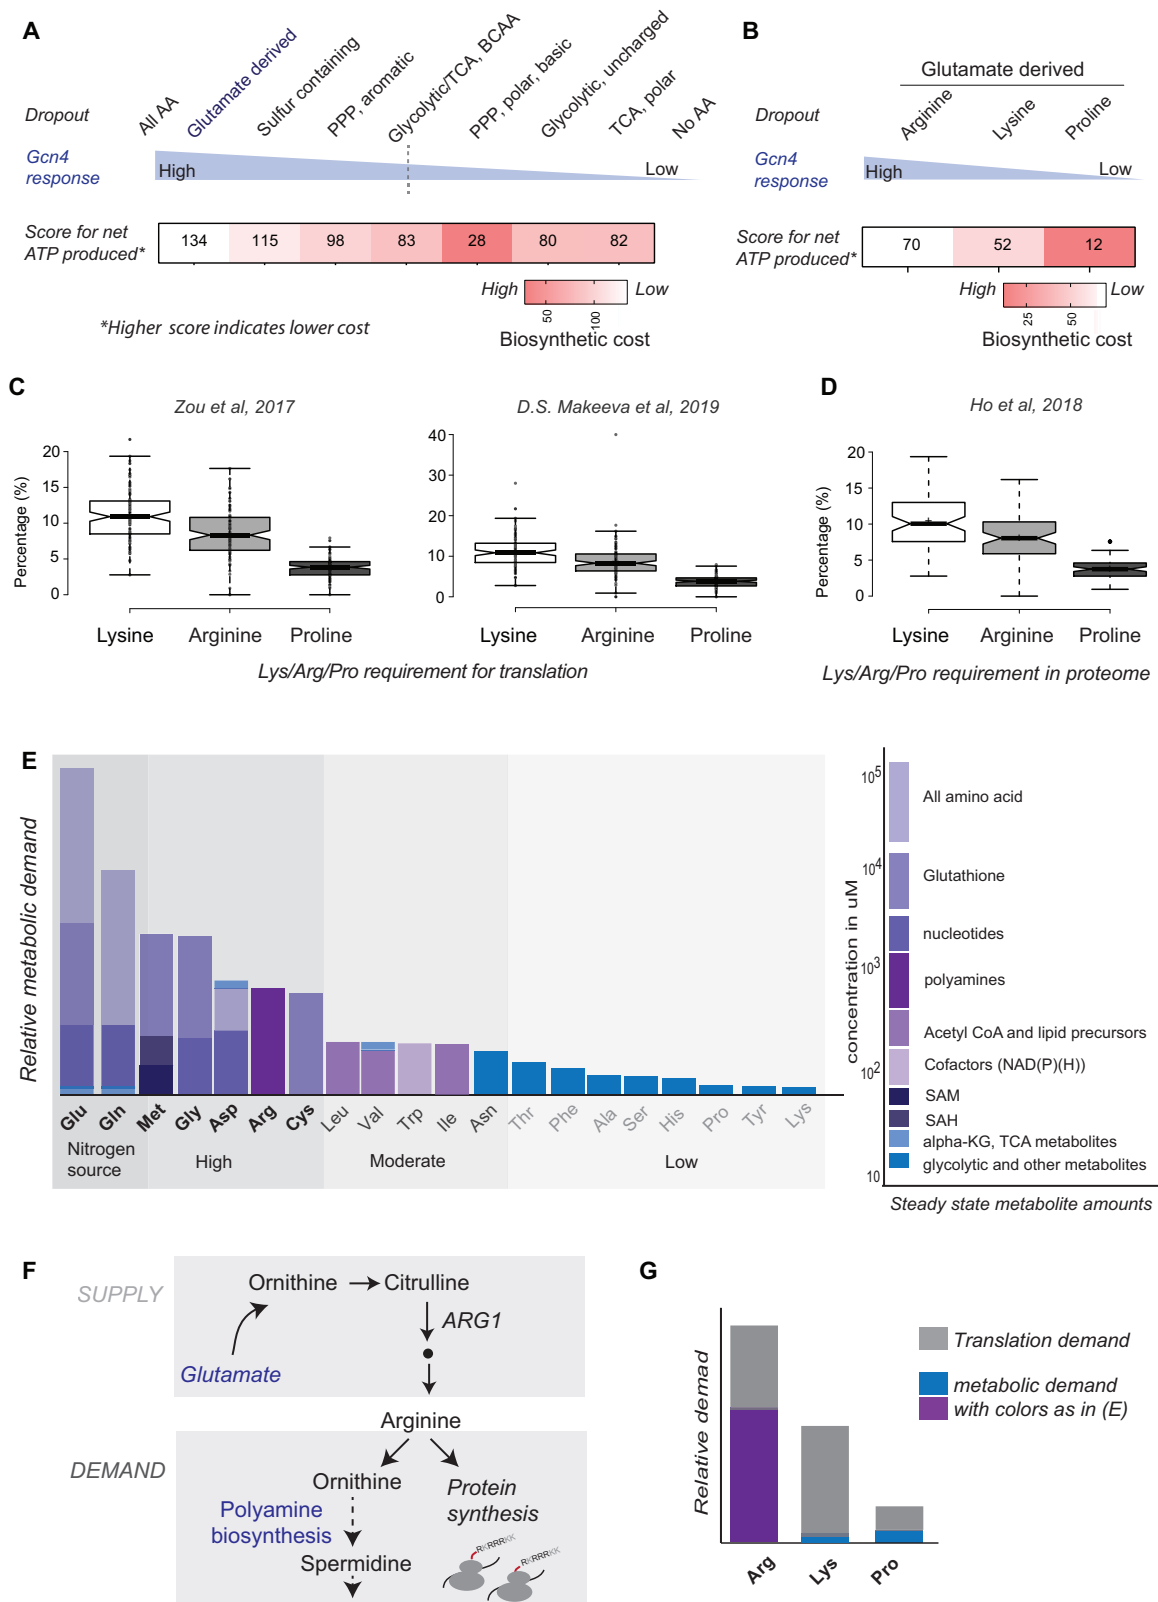 A
Dropout
All AA
Glutamate derived
Sulfur containing
PPP, aromatic
Glycolytic/TCA, BCAA
PPP, polar, basic
Glycolytic, uncharged
TCA, polar
No AA
Gcn4
response
High
Low
Score for net
ATP produced*
134 115 98 83 28 80 82
High
Low
50
100
Biosynthetic cost
*Higher score indicates lower cost
B
Glutamate derived
Dropout
Arginine
Lysine
Proline
Gcn4
response
High
Low
Score for net
ATP produced*
70 52 12
High
Low
25
50
Biosynthetic cost
C
Zou et al, 2017
Percentage (%)
20
15
10
5
0
Lysine Arginine Proline
D.S. Makeeva et al, 2019
40
30
20
10
0
Lysine Arginine Proline
Lys/Arg/Pro requirement for translation
D
Ho et al, 2018
Percentage (%)
20
15
10
5
0
Lysine Arginine Proline
Lys/Arg/Pro requirement in proteome
E
Relative metabolic demand
Glu
Gln
Met
Gly
Asp
Arg
Cys
Leu
Val
Trp
Ile
Asn
Thr
Phe
Ala
Ser
His
Pro
Tyr
Lys
Nitrogen
source
High
Moderate
Low
concentration in uM
10⁵
10⁴
10³
10²
10
All amino acid
Glutathione
nucleotides
polyamines
Acetyl CoA and lipid precursors
Cofactors (NAD(P)(H))
SAM
SAH
alpha-KG, TCA metabolites
glycolytic and other metabolites
Steady state metabolite amounts
F
SUPPLY
Ornithine
Citrulline
ARG1
Glutamate
Arginine
DEMAND
Ornithine
Protein
synthesis
Polyamine
biosynthesis
Spermidine
RKRRRKK
RKRRRKK
G
Relative demad
Arg
Lys
Pro
Translation demand
metabolic demand
with colors as in (E)